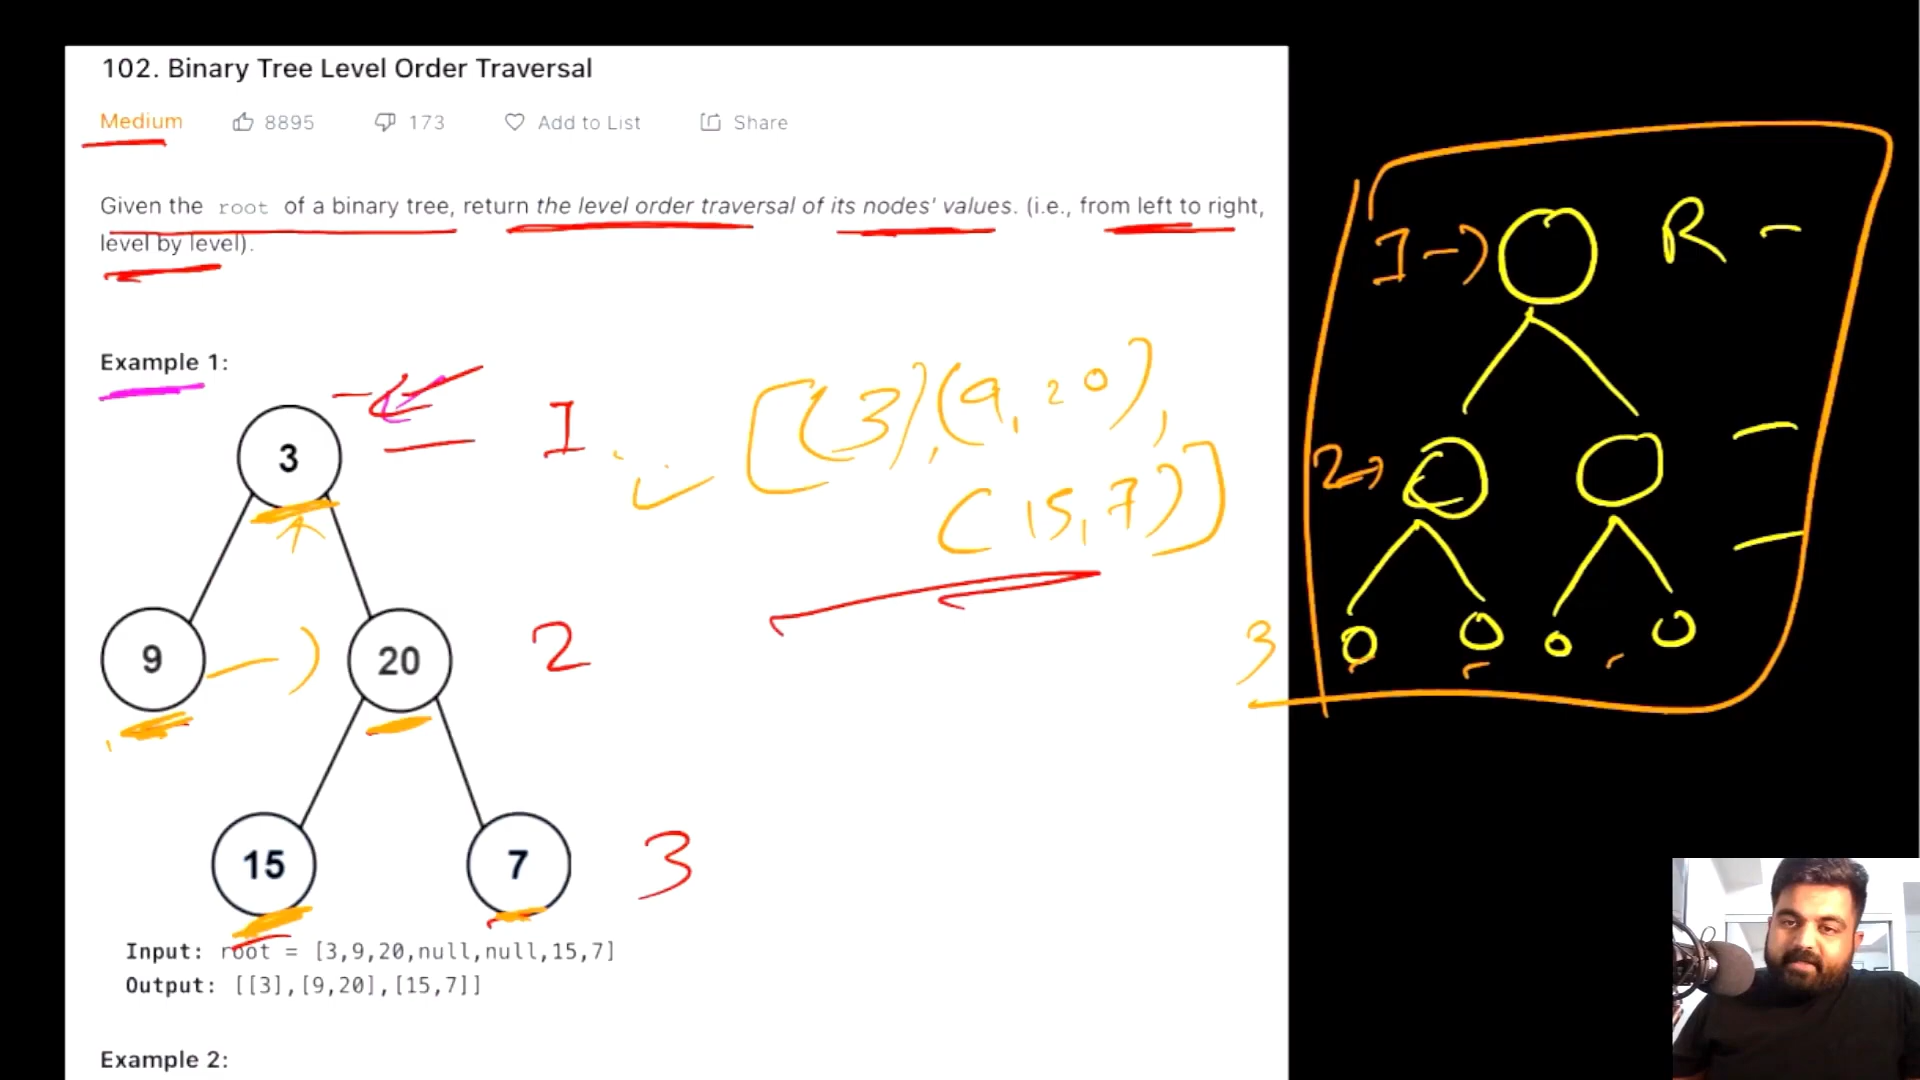 102. Binary Tree Level Order Traversal
Medium 8895 173 Add to List Share
Given the root of a binary tree, return the level order traversal of its nodes' values. (i.e., from left to right,
level by level).
Example 1:
3
1
[(3),(9,20),
(15,7)]
9
20
2
15
7
3
Input: root = [3,9,20,null,null,15,7]
Output: [[3],[9,20],[15,7]]
Example 2:
1->
R -
2->
3